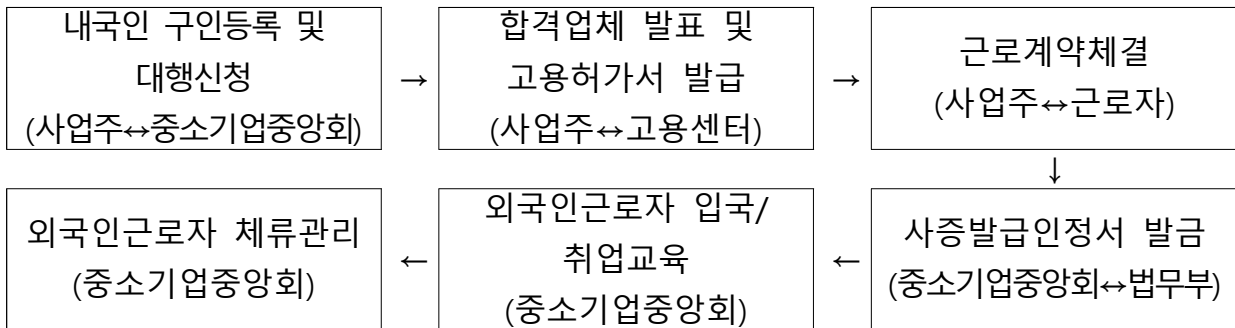 내국인 구인등록 및
대행신청
(사업주↔중소기업중앙회)
→
합격업체 발표 및
고용허가서 발급
(사업주↔고용센터)
→
근로계약체결
(사업주↔근로자)
↓
사증발급인정서 발금
(중소기업중앙회↔법무부)
←
외국인근로자 입국/
취업교육
(중소기업중앙회)
←
외국인근로자 체류관리
(중소기업중앙회)